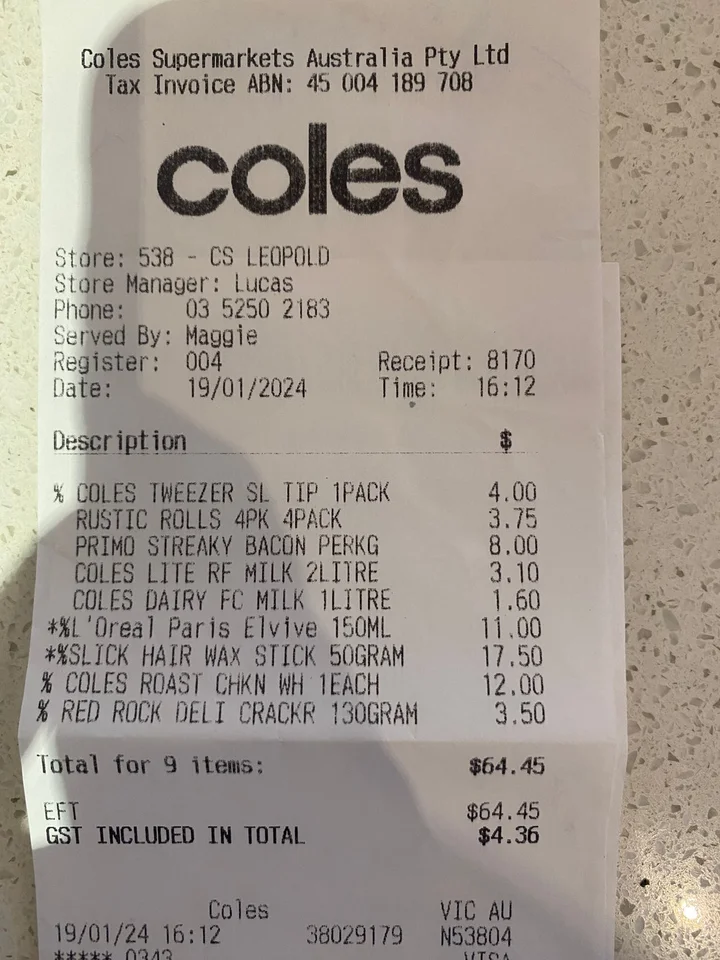 Coles Supermarkets Australia Pty Ltd
Tax Invoice ABN: 45 004 189 708
coles
Store: 538 - CS LEOPOLD
Store Manager: Lucas
Phone: 03 5250 2183
Served By: Maggie
Register: 004 Receipt: 8170
Date: 19/01/2024 Time: 16:12
Description $
% COLES TWEEZER SL TIP 1PACK 4.00
RUSTIC ROLLS 4PK 4PACK 3.75
PRIMO STREAKY BACON PERKG 8.00
COLES LITE RF MILK 2LITRE 3.10
COLES DAIRY FC MILK 1LITRE 1.60
*%L'Oreal Paris Elvive 150ML 11.00
*%SLICK HAIR WAX STICK 50GRAM 17.50
% COLES ROAST CHKN WH 1EACH 12.00
% RED ROCK DELI CRACKR 130GRAM 3.50
Total for 9 items: $64.45
EFT $64.45
GST INCLUDED IN TOTAL $4.36
Coles VIC AU
19/01/24 16:12 38029179 N53804
***** 0343 VISA